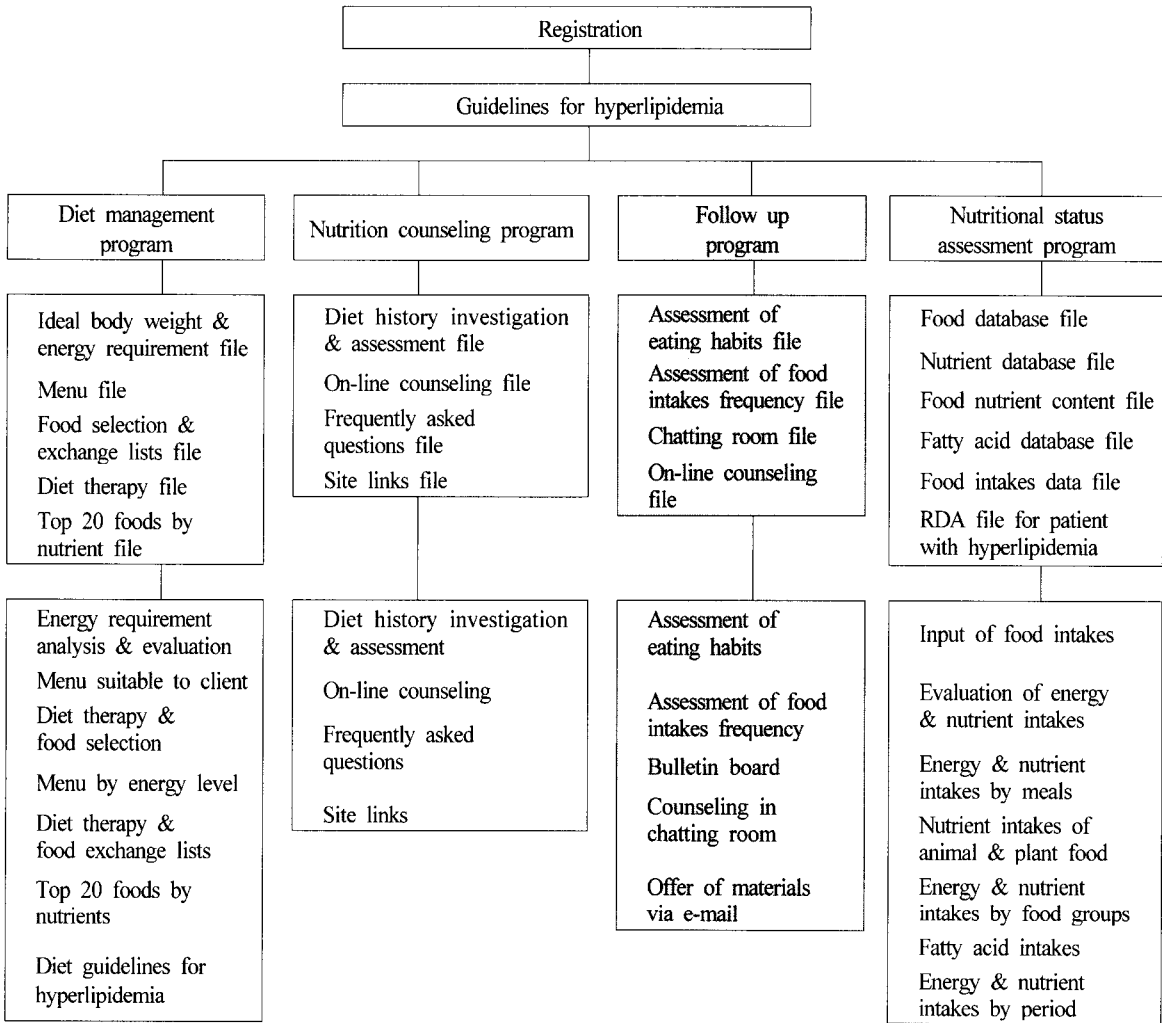 Registration
Guidelines for hyperlipidemia
Diet management
program
Nutrition counseling program
Follow up
program
Nutritional status
assessment program
Ideal body weight &
energy requirement file
Menu file
Food selection &
exchange lists file
Diet therapy file
Top 20 foods by
nutrient file
Diet history investigation
& assessment file
On-line counseling file
Frequently asked
questions file
Site links file
Assessment of
eating habits file
Assessment of food
intakes frequency file
Chatting room file
On-line counseling
file
Food database file
Nutrient database file
Food nutrient content file
Fatty acid database file
Food intakes data file
RDA file for patient
with hyperlipidemia
Energy requirement
analysis & evaluation
Menu suitable to client
Diet therapy &
food selection
Menu by energy level
Diet therapy &
food exchange lists
Top 20 foods by
nutrients
Diet guidelines for
hyperlipidemia
Diet history investigation
& assessment
On-line counseling
Frequently asked
questions
Site links
Assessment of
eating habits
Assessment of food
intakes frequency
Bulletin board
Counseling in
chatting room
Offer of materials
via e-mail
Input of food intakes
Evaluation of energy
& nutrient intakes
Energy & nutrient
intakes by meals
Nutrient intakes of
animal & plant food
Energy & nutrient
intakes by food groups
Fatty acid intakes
Energy & nutrient
intakes by period